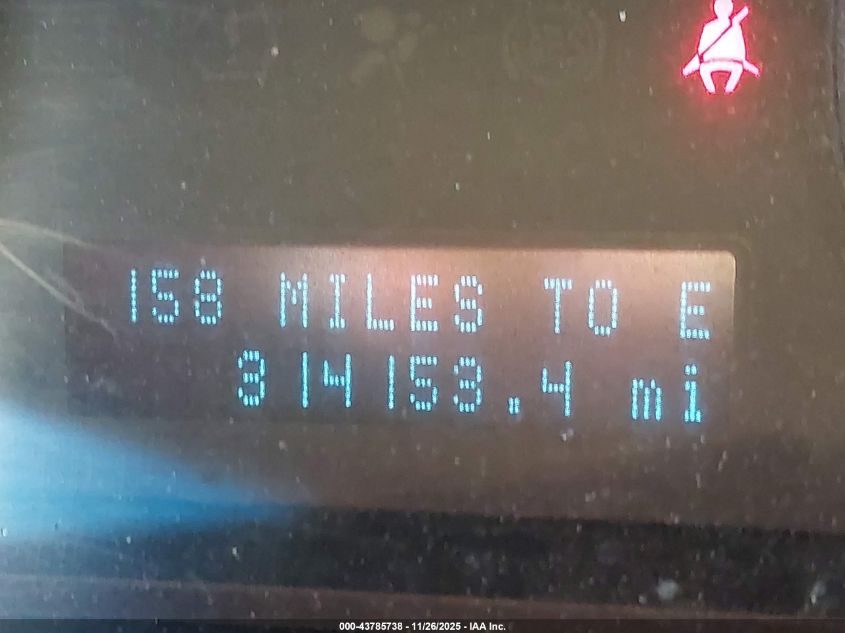 158 MILES TO E
314153.4 mi
000-43785738 - 11/26/2025 - IAA Inc.